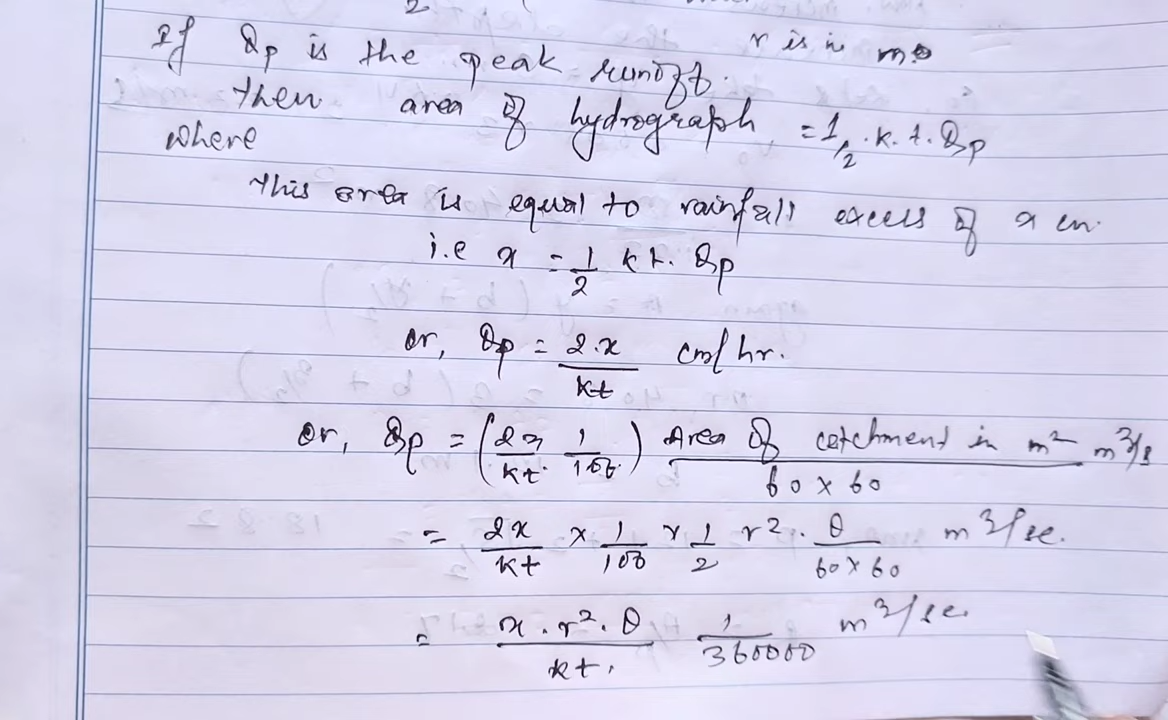 2
If Qp is the peak runoff. r is in m
then area of hydrograph = 1/2 . k. t. Qp
where
this area is equal to rainfall excess of x cm.
i.e x = 1/2 k t. Qp
or, Qp = 2.x/kt cm/hr.
or, Qp = (2x/kt. 1/100.) Area of catchment in m²/60 x 60 m³/s
= 2x/kt x 1/100 x 1/2 r². θ/60 x 60 m³/sec.
= x. r². θ/kt. 1/360000 m³/sec.